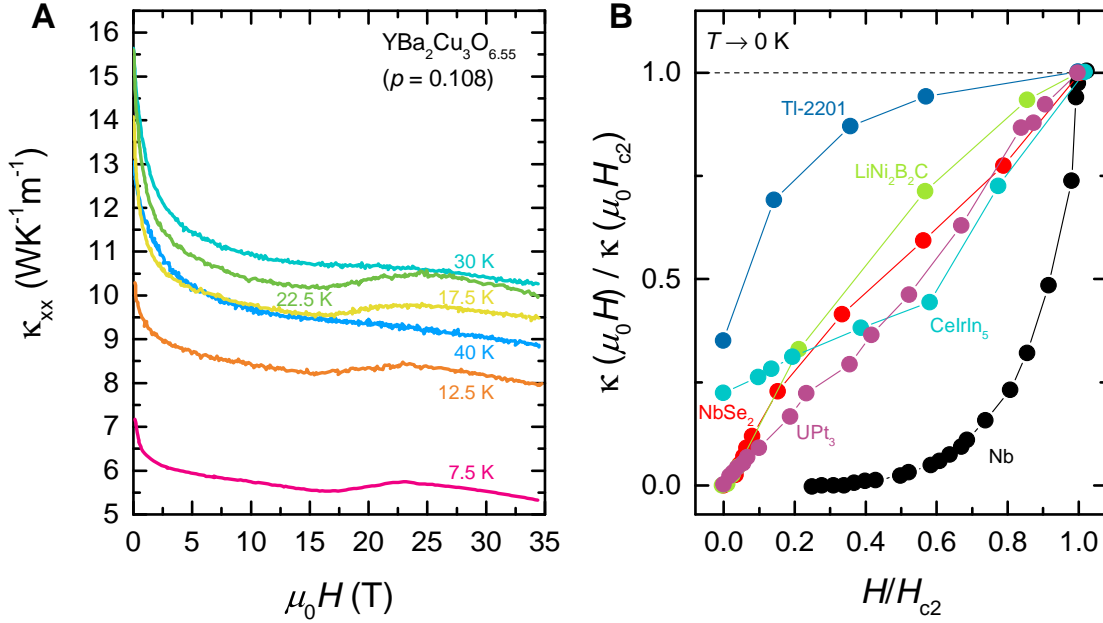 A
YBa₂Cu₃O₆.₅₅
(p = 0.108)
16
15
14
13
12
11
10
9
8
7
6
5
κxx (WK⁻¹m⁻¹)
30 K
22.5 K
17.5 K
40 K
12.5 K
7.5 K
0
5
10
15
20
25
30
35
μ₀H (T)
B
T → 0 K
1.0
0.5
0.0
κ (μ₀H) / κ (μ₀Hc2)
Tl-2201
LiNi₂B₂C
CeIrIn₅
NbSe₂
UPt₃
Nb
0.0
0.2
0.4
0.6
0.8
1.0
H/Hc2